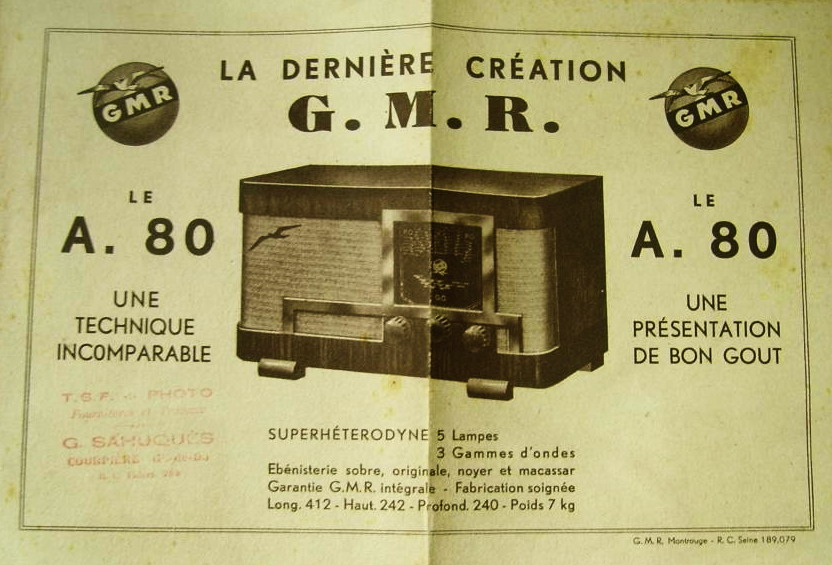 LA DERNIÈRE CRÉATION
G. M. R.
GMR
GMR
LE
A. 80
UNE
TECHNIQUE
INCOMPARABLE
LE
A. 80
UNE
PRÉSENTATION
DE BON GOUT
T.S.F. PHOTO
G. SAHUQUÉS
SUPERHÉTERODYNE 5 Lampes
3 Gammes d'ondes
Ebénisterie sobre, originale, noyer et macassar
Garantie G.M.R. intégrale - Fabrication soignée
Long. 412 - Haut. 242 - Profond. 240 - Poids 7 kg
G. M. R. Montrouge - R. C. Seine 189.079